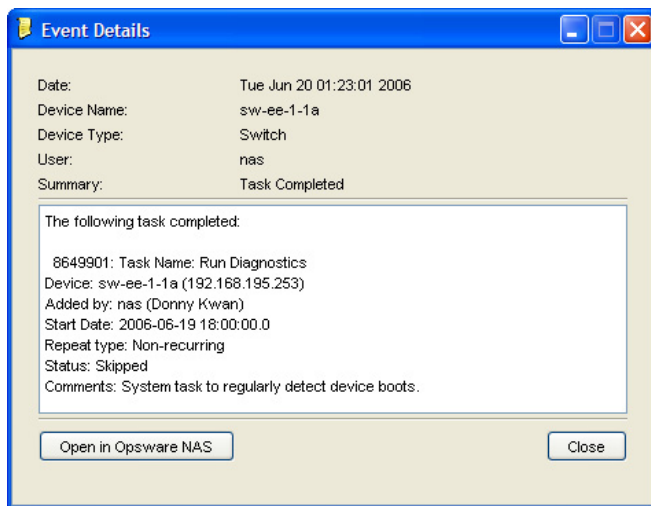 Event Details
Date: Tue Jun 20 01:23:01 2006
Device Name: sw-ee-1-1a
Device Type: Switch
User: nas
Summary: Task Completed
The following task completed:
8649901: Task Name: Run Diagnostics
Device: sw-ee-1-1a (192.168.195.253)
Added by: nas (Donny Kwan)
Start Date: 2006-06-19 18:00:00.0
Repeat type: Non-recurring
Status: Skipped
Comments: System task to regularly detect device boots.
Open in Opsware NAS Close